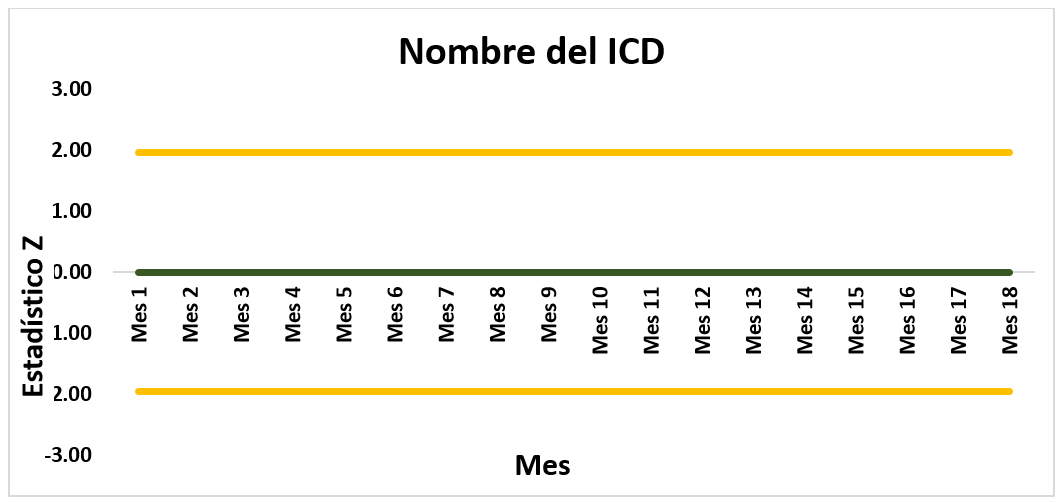 Nombre del ICD
3.00
2.00
1.00
0.00
1.00
2.00
-3.00
Estadístico Z
Mes 1
Mes 2
Mes 3
Mes 4
Mes 5
Mes 6
Mes 7
Mes 8
Mes 9
Mes 10
Mes 11
Mes 12
Mes 13
Mes 14
Mes 15
Mes 16
Mes 17
Mes 18
Mes